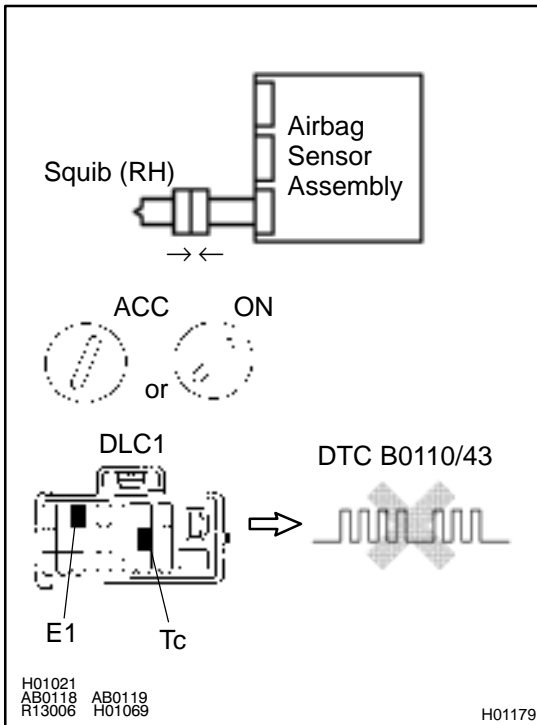 Airbag
Sensor
Assembly
Squib (RH)
ACC ON
or
DLC1
DTC B0110/43
E1
Tc
H01021
AB0118 AB0119
R13006 H01069
H01179